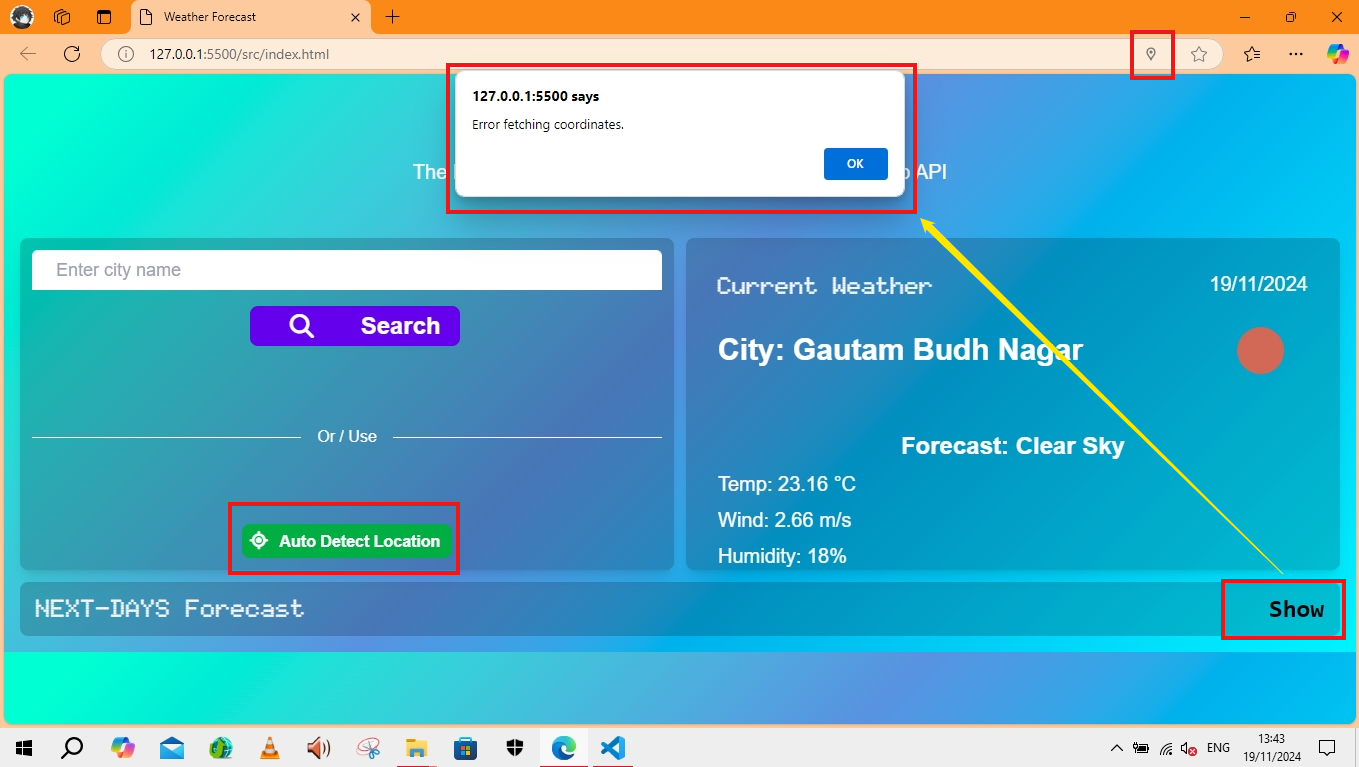 Weather Forecast
127.0.0.1:5500/src/index.html
127.0.0.1:5500 says
Error fetching coordinates.
OK
The
API
Enter city name
Search
Or / Use
Auto Detect Location
Current Weather
19/11/2024
City: Gautam Budh Nagar
Forecast: Clear Sky
Temp: 23.16 °C
Wind: 2.66 m/s
Humidity: 18%
NEXT-DAYS Forecast
Show
ENG
13:43
19/11/2024